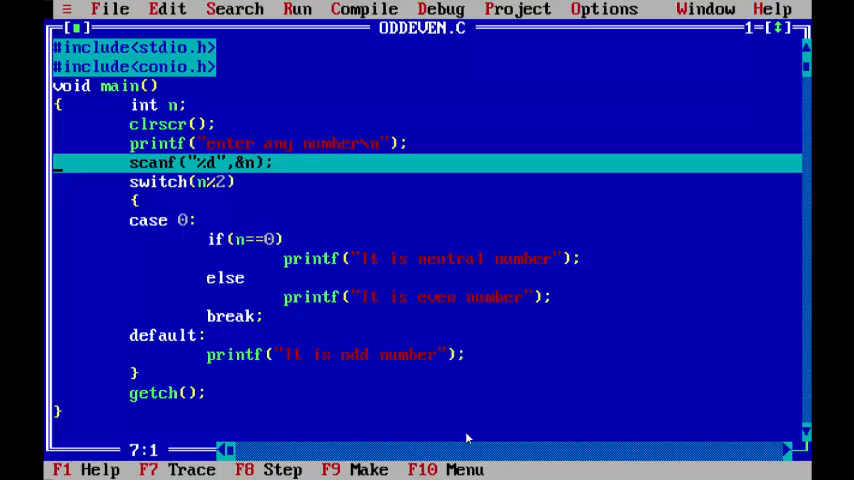 ≡ File Edit Search Run Compile Debug Project Options Window Help
[■] ODDEVEN.C 1=[↕]
#include<stdio.h>
#include<conio.h>
void main()
{ int n;
clrscr();
printf("enter any number\n");
scanf("%d",&n);
switch(n%2)
{
case 0:
if(n==0)
printf("It is neutral number");
else
printf("It is even number");
break;
default:
printf("It is odd number");
}
getch();
}
7:1
F1 Help F7 Trace F8 Step F9 Make F10 Menu